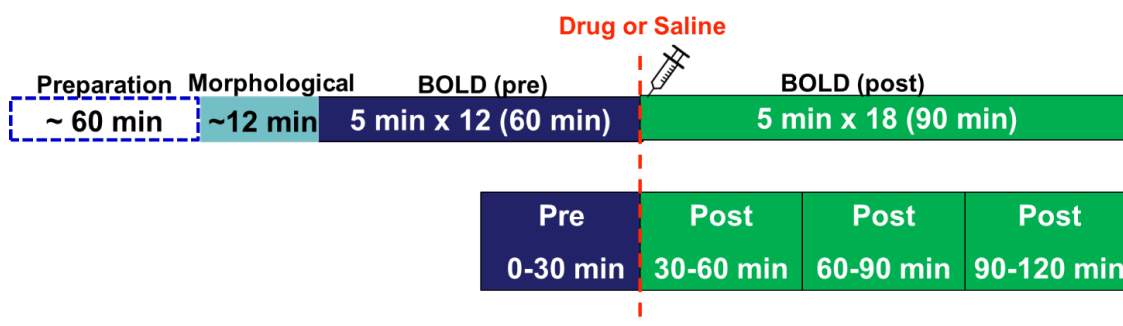 Drug or Saline
Preparation
Morphological
BOLD (pre)
BOLD (post)
~ 60 min
~12 min
5 min x 12 (60 min)
5 min x 18 (90 min)
Pre
Post
Post
Post
0-30 min
30-60 min
60-90 min
90-120 min